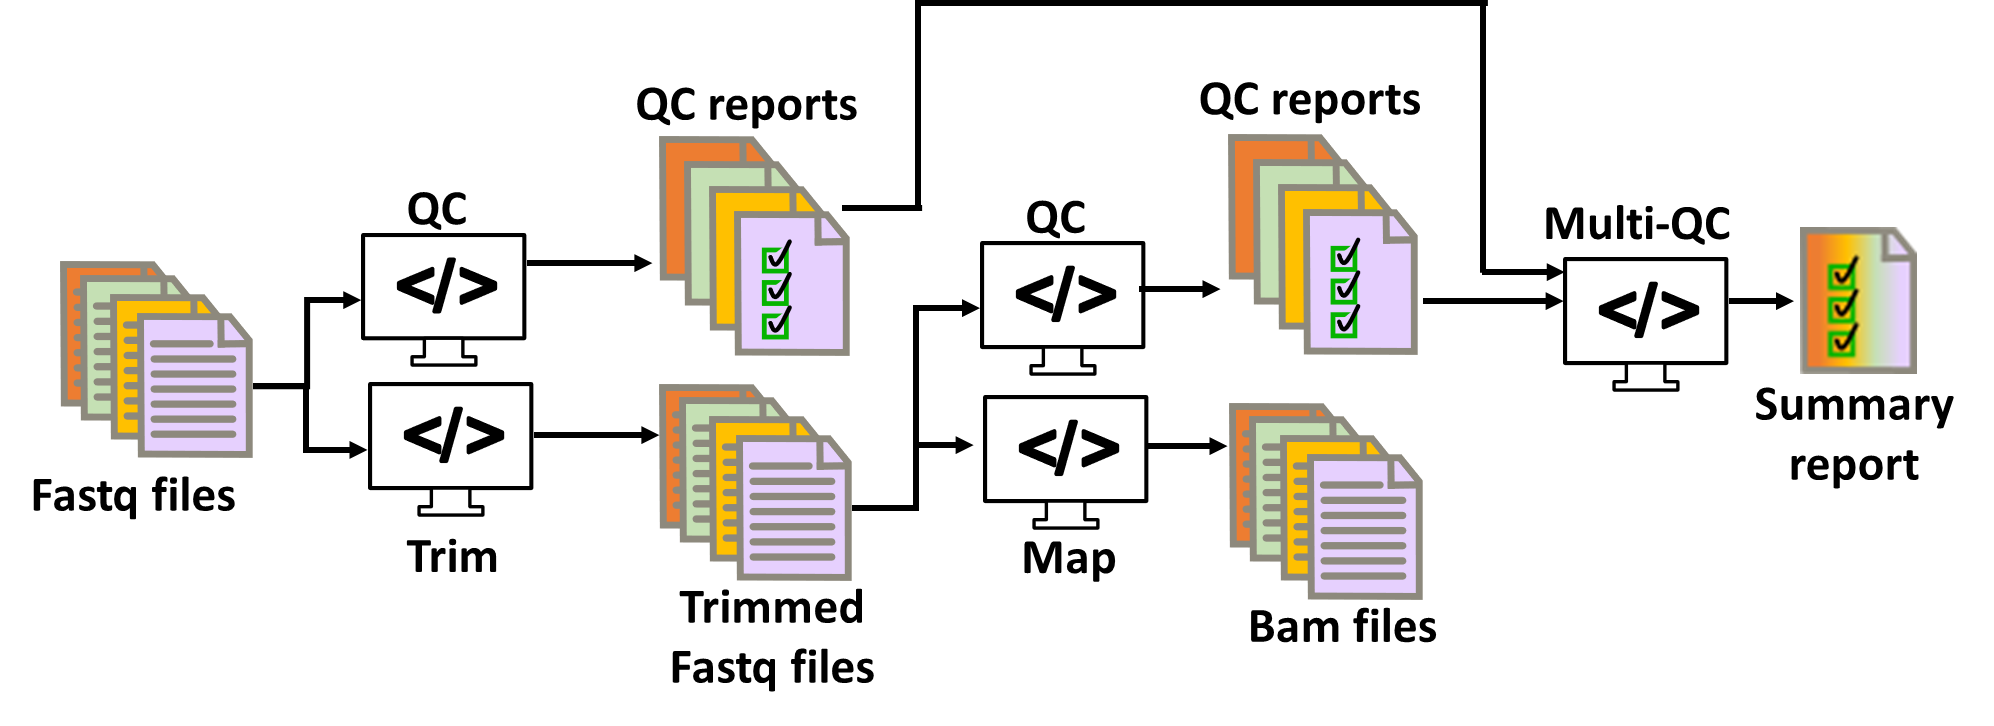 QC reports
QC reports
QC
QC
Multi-QC
</>
</>
</>
</>
</>
Summary
report
Fastq files
Trim
Map
Trimmed
Fastq files
Bam files